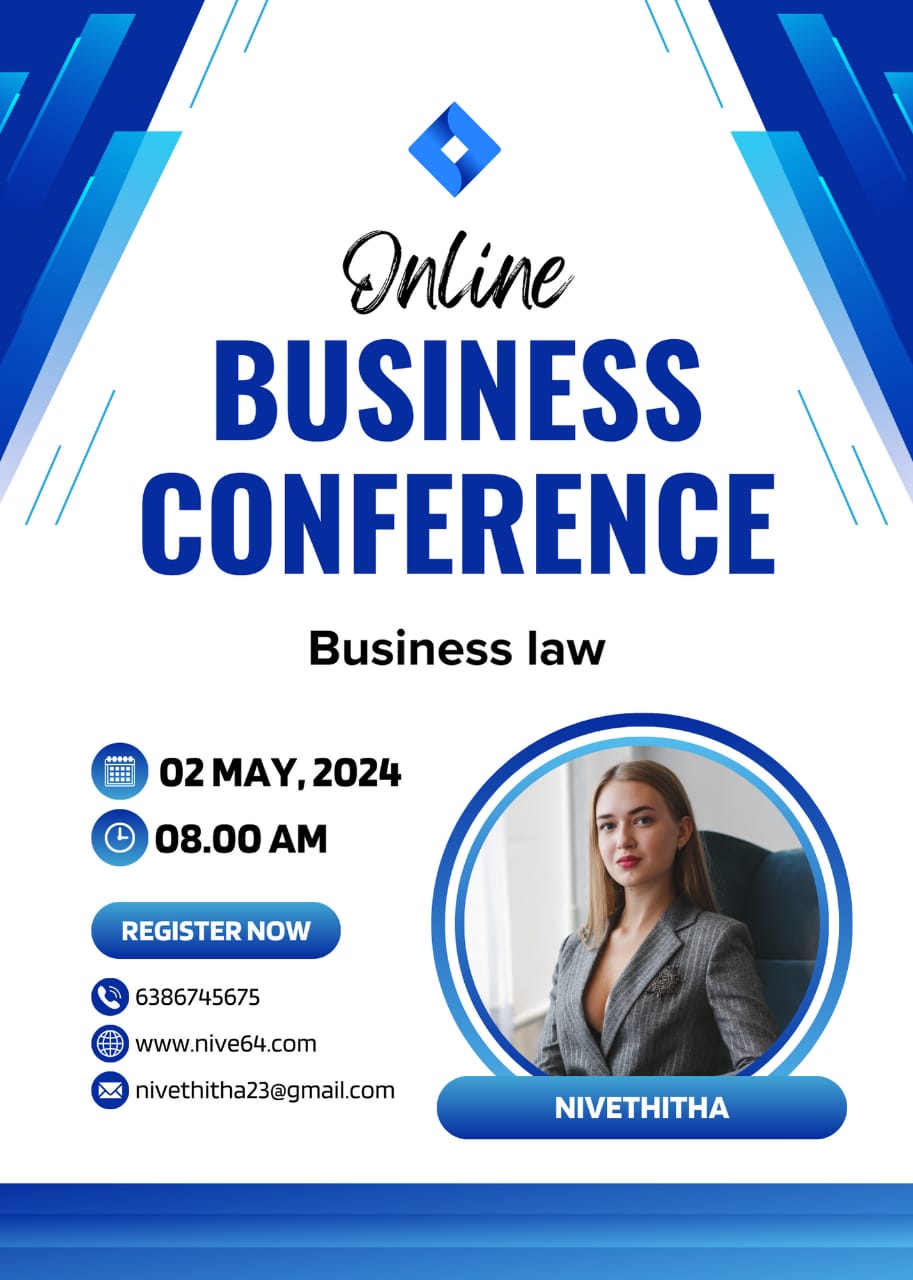 Online
BUSINESS
CONFERENCE
Business law
02 MAY, 2024
08.00 AM
REGISTER NOW
6386745675
www.nive64.com
nivethitha23@gmail.com
NIVETHITHA